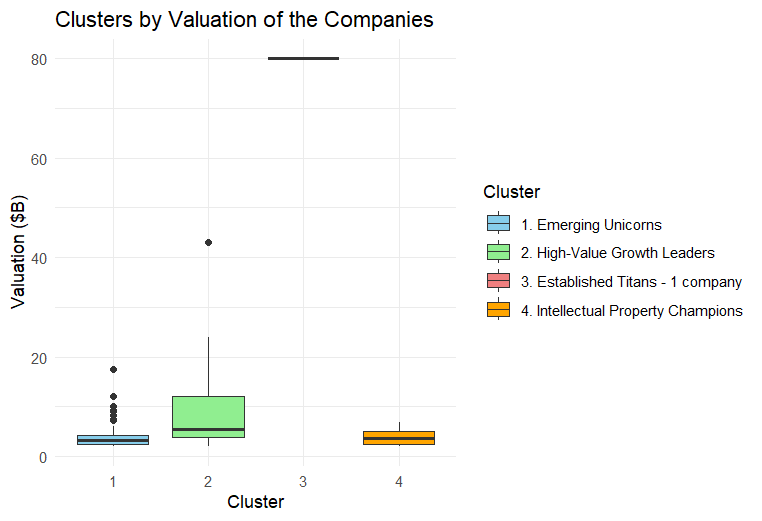 Clusters by Valuation of the Companies
80
60
40
20
0
Valuation ($B)
1 2 3 4
Cluster
Cluster
1. Emerging Unicorns
2. High-Value Growth Leaders
3. Established Titans - 1 company
4. Intellectual Property Champions